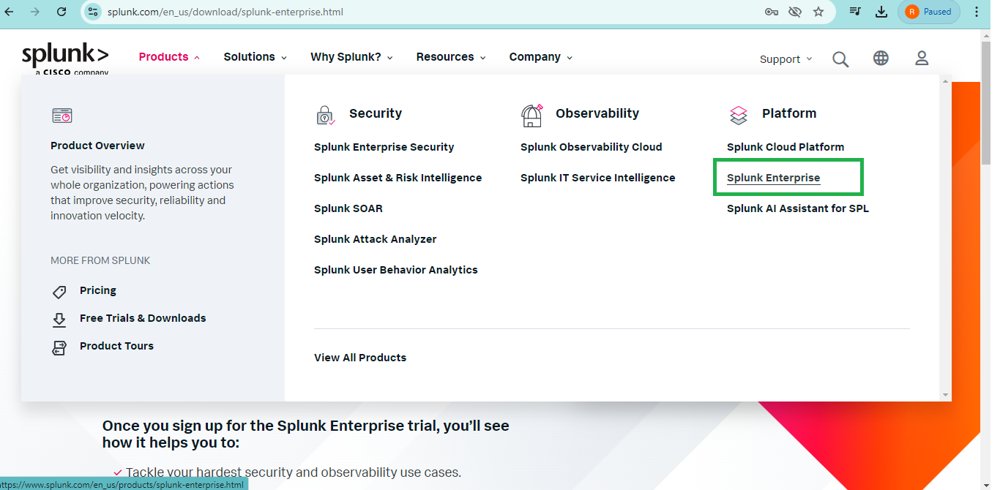 splunk.com/en_us/download/splunk-enterprise.html
R Paused
splunk>
a CISCO company
Products
Solutions
Why Splunk?
Resources
Company
Support
Product Overview
Get visibility and insights across your
whole organization, powering actions
that improve security, reliability and
innovation velocity.
MORE FROM SPLUNK
Pricing
Free Trials & Downloads
Product Tours
Security
Splunk Enterprise Security
Splunk Asset & Risk Intelligence
Splunk SOAR
Splunk Attack Analyzer
Splunk User Behavior Analytics
Observability
Splunk Observability Cloud
Splunk IT Service Intelligence
Platform
Splunk Cloud Platform
Splunk Enterprise
Splunk AI Assistant for SPL
View All Products
Once you sign up for the Splunk Enterprise trial, you’ll see
how it helps you to:
Tackle your hardest security and observability use cases.
https://www.splunk.com/en_us/products/splunk-enterprise.html